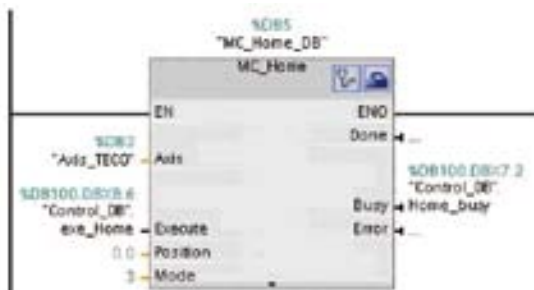 %DB5
"MC_Home_DB"
MC_Home
EN
ENO
Done
...
%DB2
"Axis_TECO"
Axis
%DB100.DBX7.2
"Control_DB".
Home_busy
Busy
%DB100.DBX8.6
"Control_DB".
exe_Home
Execute
Error
...
0.0
Position
3
Mode